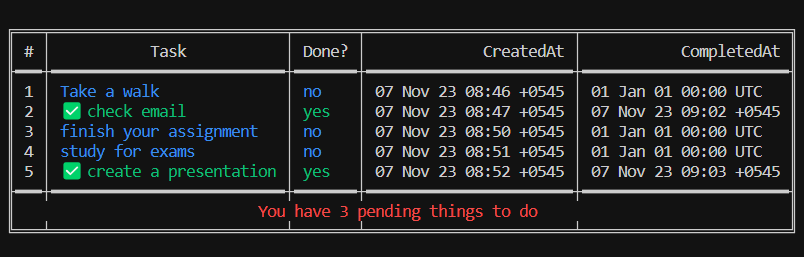 # Task Done? CreatedAt CompletedAt
1 Take a walk no 07 Nov 23 08:46 +0545 01 Jan 01 00:00 UTC
2 ✅ check email yes 07 Nov 23 08:47 +0545 07 Nov 23 09:02 +0545
3 finish your assignment no 07 Nov 23 08:50 +0545 01 Jan 01 00:00 UTC
4 study for exams no 07 Nov 23 08:51 +0545 01 Jan 01 00:00 UTC
5 ✅ create a presentation yes 07 Nov 23 08:52 +0545 07 Nov 23 09:03 +0545
You have 3 pending things to do